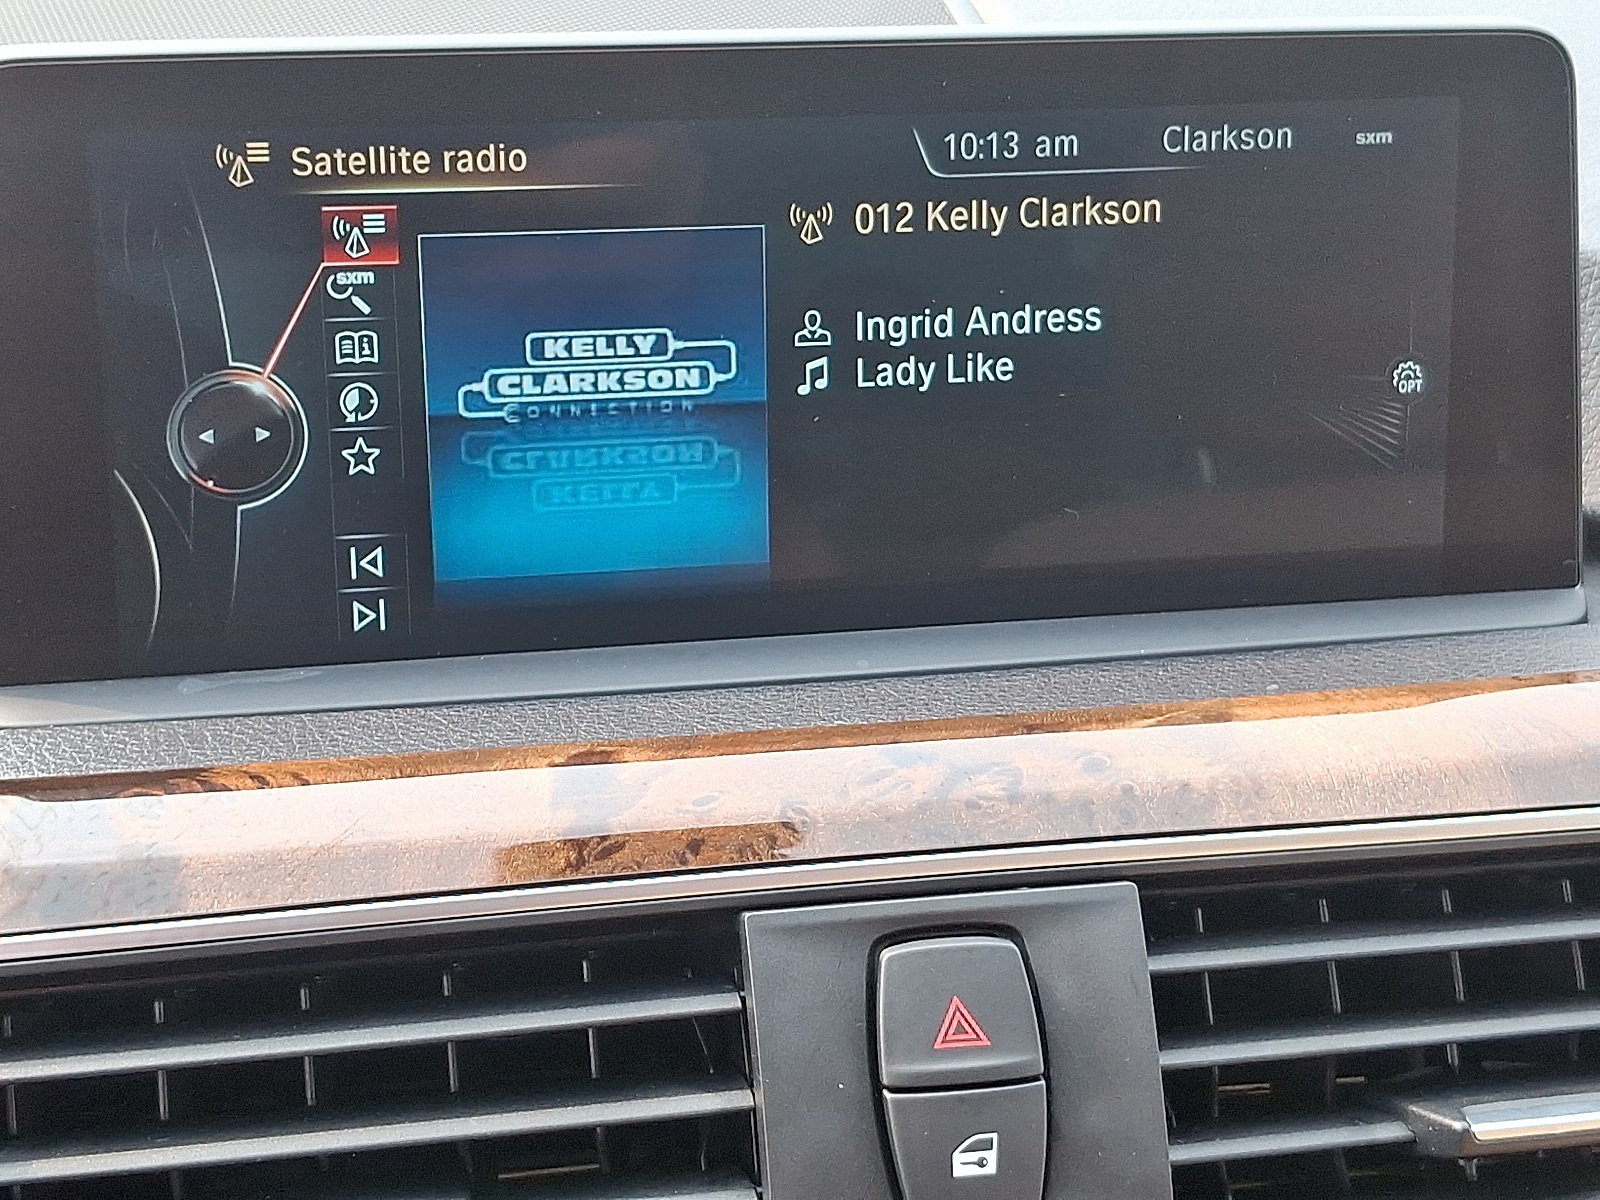 Satellite radio
10:13 am
Clarkson
sxm
012 Kelly Clarkson
sxm
KELLY
CLARKSON
CONNECTION
Ingrid Andress
Lady Like
OPT